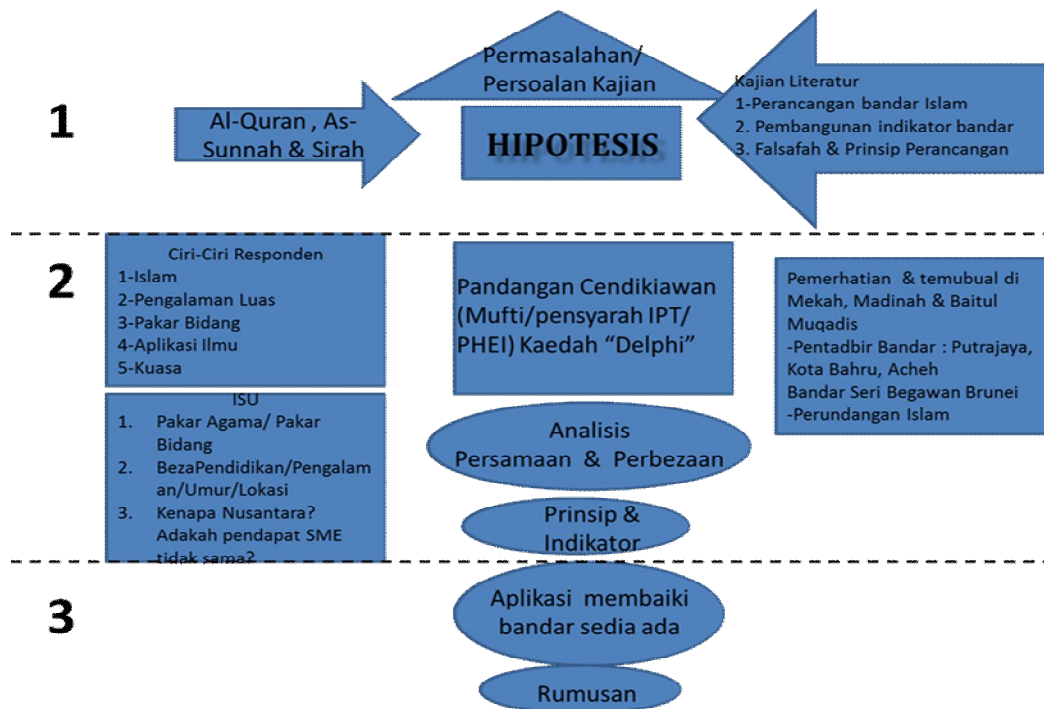 1
Al-Quran , As-
Sunnah & Sirah
Permasalahan/
Persoalan Kajian
HIPOTESIS
Kajian Literatur
1-Perancangan bandar Islam
2. Pembangunan indikator bandar
3. Falsafah & Prinsip Perancangan
2
Ciri-Ciri Responden
1-Islam
2-Pengalaman Luas
3-Pakar Bidang
4-Aplikasi Ilmu
5-Kuasa
ISU
1. Pakar Agama/ Pakar
Bidang
2. BezaPendidikan/Pengalam
an/Umur/Lokasi
3. Kenapa Nusantara?
Adakah pendapat SME
tidak sama?
Pandangan Cendikiawan
(Mufti/pensyarah IPT/
PHEI) Kaedah “Delphi”
Analisis
Persamaan & Perbezaan
Prinsip &
Indikator
Pemerhatian & temubual di
Mekah, Madinah & Baitul
Muqadis
-Pentadbir Bandar : Putrajaya,
Kota Bahru, Acheh
Bandar Seri Begawan Brunei
-Perundangan Islam
3
Aplikasi membaiki
bandar sedia ada
Rumusan